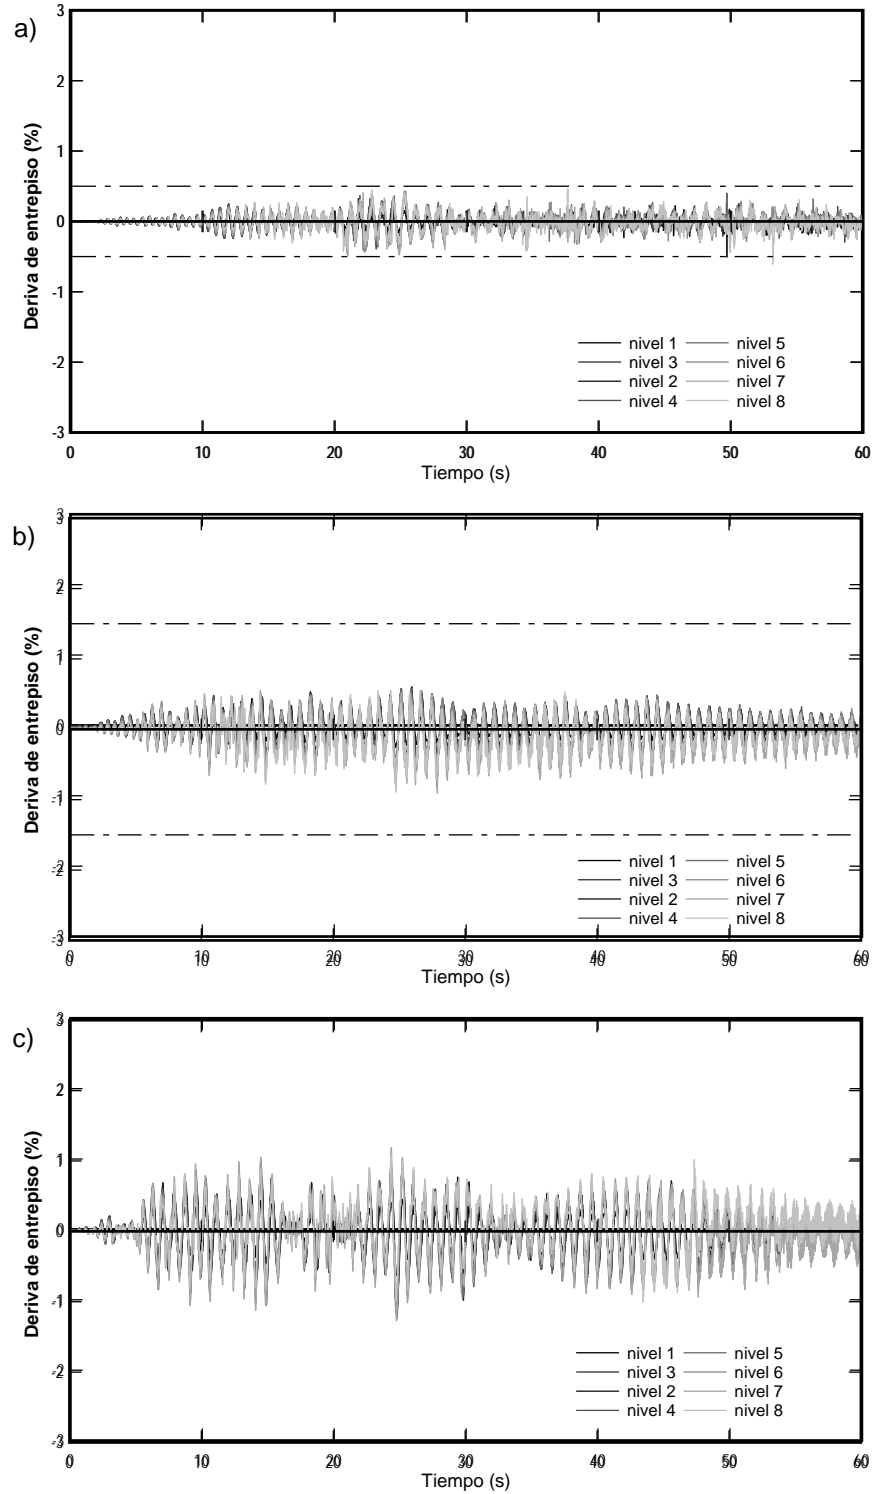 a)
3
2
1
0
-1
-2
-3
Deriva de entrepiso (%)
nivel 1 nivel 5
nivel 3 nivel 6
nivel 2 nivel 7
nivel 4 nivel 8
0 10 20 30 40 50 60
Tiempo (s)
b)
3
2
1
0
-1
-2
-3
Deriva de entrepiso (%)
nivel 1 nivel 5
nivel 3 nivel 6
nivel 2 nivel 7
nivel 4 nivel 8
0 10 20 30 40 50 60
Tiempo (s)
c)
3
2
1
0
-1
-2
-3
Deriva de entrepiso (%)
nivel 1 nivel 5
nivel 3 nivel 6
nivel 2 nivel 7
nivel 4 nivel 8
0 10 20 30 40 50 60
Tiempo (s)